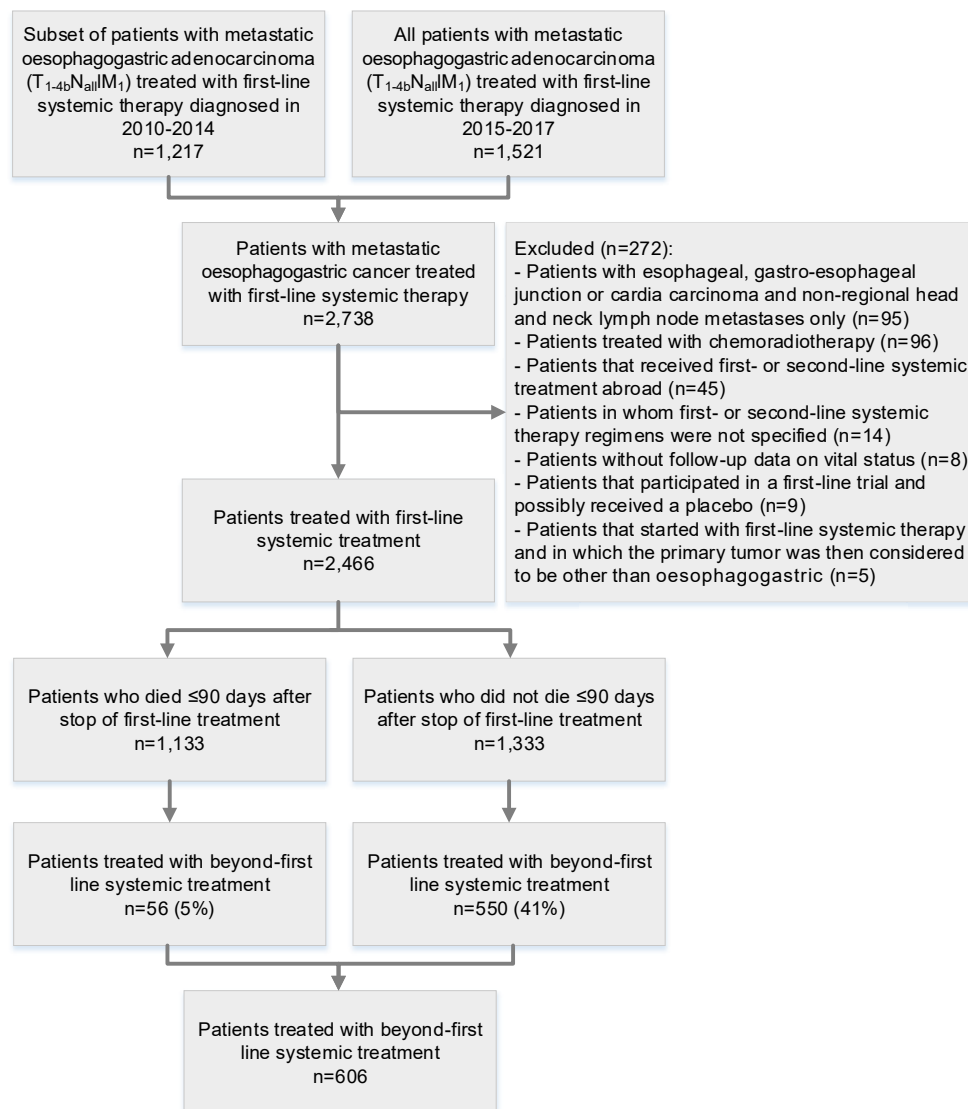 Subset of patients with metastatic
oesophagogastric adenocarcinoma
(T1-4bNallIM1) treated with first-line
systemic therapy diagnosed in
2010-2014
n=1,217
All patients with metastatic
oesophagogastric adenocarcinoma
(T1-4bNallIM1) treated with first-line
systemic therapy diagnosed in
2015-2017
n=1,521
Patients with metastatic
oesophagogastric cancer treated
with first-line systemic therapy
n=2,738
Excluded (n=272):
- Patients with esophageal, gastro-esophageal
junction or cardia carcinoma and non-regional head
and neck lymph node metastases only (n=95)
- Patients treated with chemoradiotherapy (n=96)
- Patients that received first- or second-line systemic
treatment abroad (n=45)
- Patients in whom first- or second-line systemic
therapy regimens were not specified (n=14)
- Patients without follow-up data on vital status (n=8)
- Patients that participated in a first-line trial and
possibly received a placebo (n=9)
- Patients that started with first-line systemic therapy
and in which the primary tumor was then considered
to be other than oesophagogastric (n=5)
Patients treated with first-line
systemic treatment
n=2,466
Patients who died ≤90 days after
stop of first-line treatment
n=1,133
Patients who did not die ≤90 days
after stop of first-line treatment
n=1,333
Patients treated with beyond-first
line systemic treatment
n=56 (5%)
Patients treated with beyond-first
line systemic treatment
n=550 (41%)
Patients treated with beyond-first
line systemic treatment
n=606